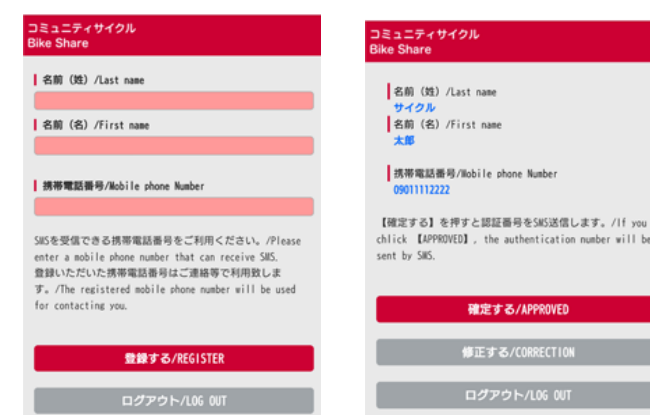 コミュニティサイクル
Bike Share
名前（姓）/Last name
名前（名）/First name
携帯電話番号/Mobile phone Number
SMSを受信できる携帯電話番号をご利用ください。/Please
enter a mobile phone number that can receive SMS.
登録いただいた携帯電話番号はご連絡等で利用致しま
す。/The registered mobile phone number will be used
for contacting you.
登録する/REGISTER
ログアウト/LOG OUT
コミュニティサイクル
Bike Share
名前（姓）/Last name
サイクル
名前（名）/First name
太郎
携帯電話番号/Mobile phone Number
09011112222
【確定する】を押すと認証番号をSMS送信します。/If you
chlick 【APPROVED】, the authentication number will be
sent by SMS.
確定する/APPROVED
修正する/CORRECTION
ログアウト/LOG OUT